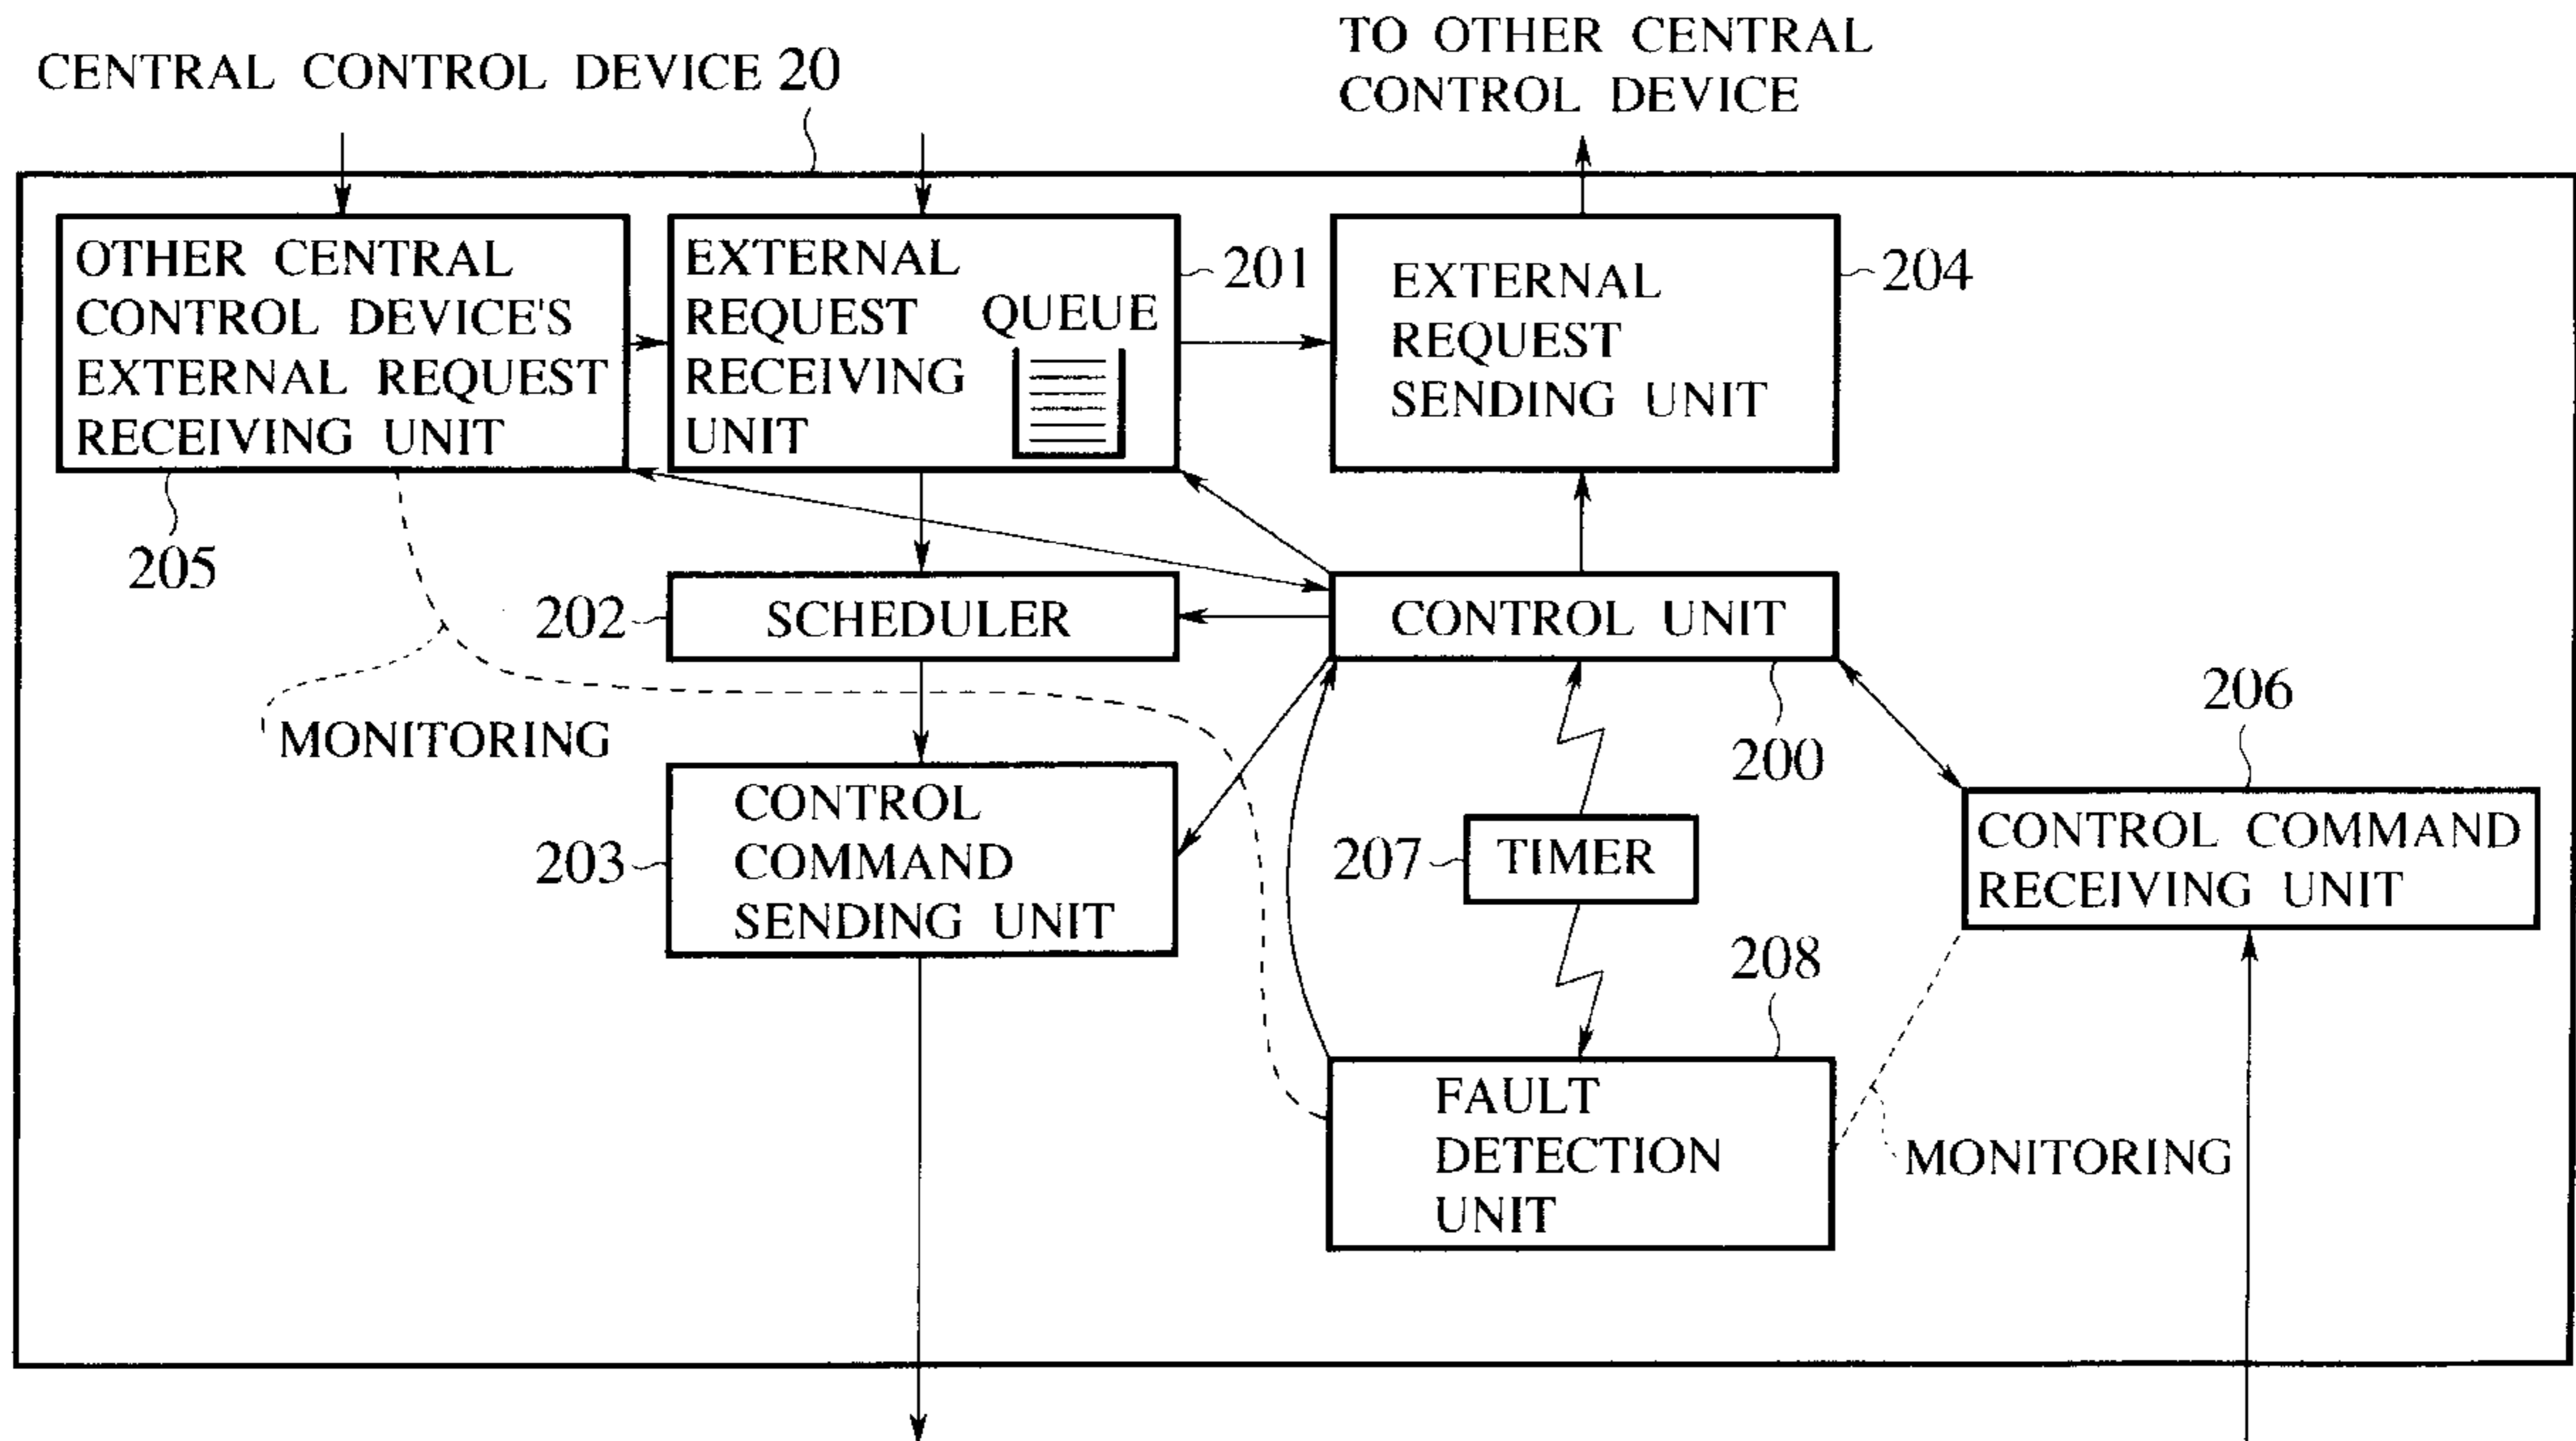 CENTRAL CONTROL DEVICE 20
TO OTHER CENTRAL
CONTROL DEVICE
OTHER CENTRAL
CONTROL DEVICE'S
EXTERNAL REQUEST
RECEIVING UNIT
205
EXTERNAL
REQUEST
RECEIVING
UNIT
QUEUE
201
EXTERNAL
REQUEST
SENDING UNIT
204
202
SCHEDULER
CONTROL UNIT
200
MONITORING
203
CONTROL
COMMAND
SENDING UNIT
207
TIMER
206
CONTROL COMMAND
RECEIVING UNIT
208
FAULT
DETECTION
UNIT
MONITORING